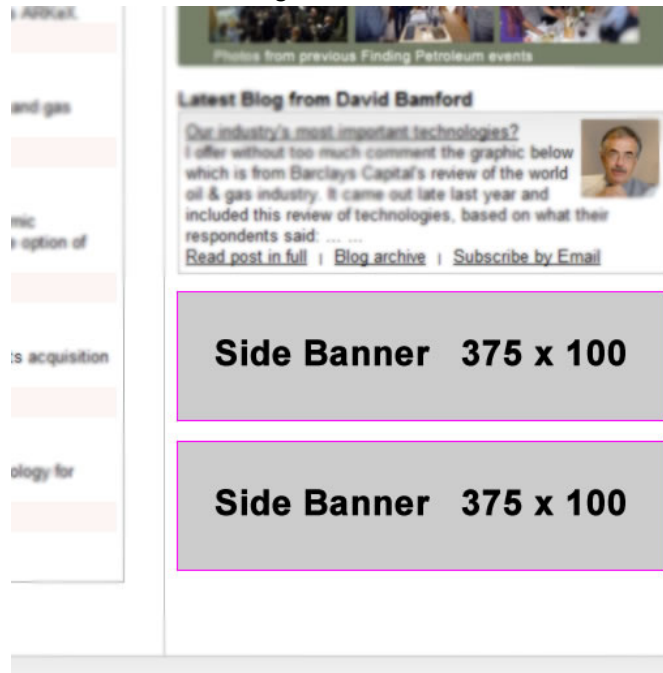 s ARKeX.
and gas
mic
option of
ts acquisition
ology for
Photos from previous Finding Petroleum events
Latest Blog from David Bamford
Our industry's most important technologies?
I offer without too much comment the graphic below
which is from Barclays Capital's review of the world
oil & gas industry. It came out late last year and
included this review of technologies, based on what their
respondents said: ... ...
Read post in full | Blog archive | Subscribe by Email
Side Banner 375 x 100
Side Banner 375 x 100